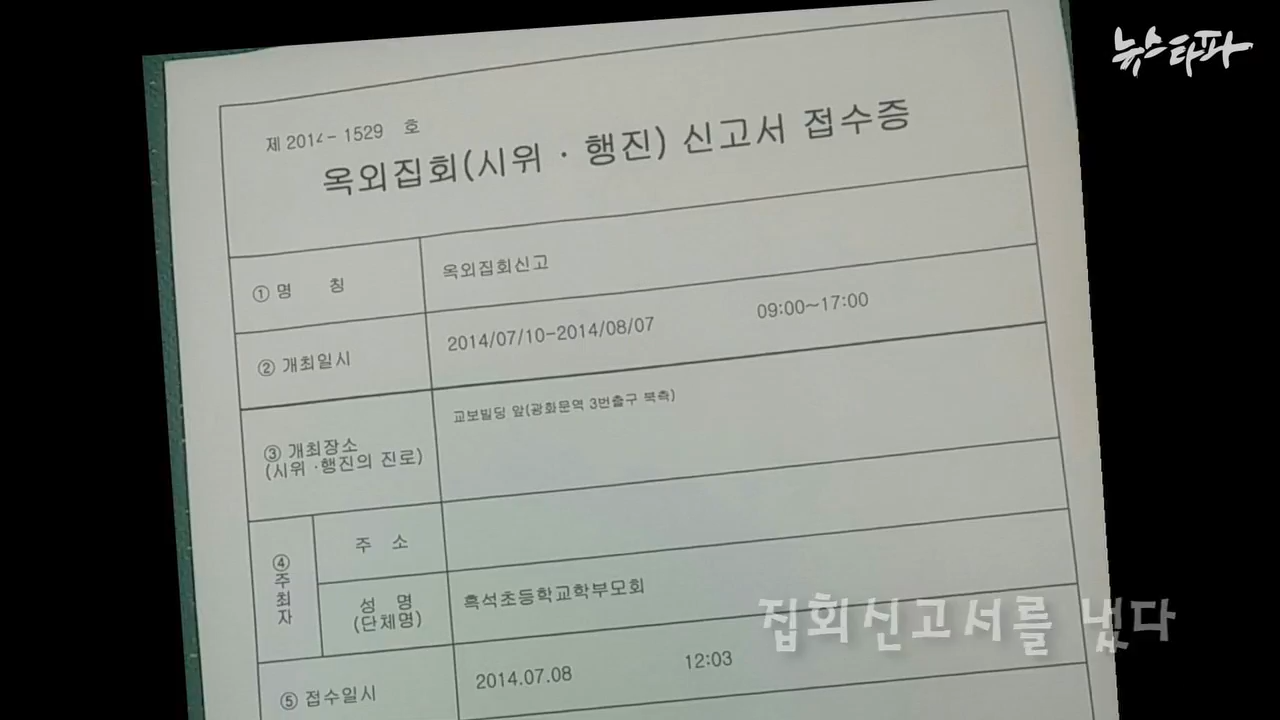 뉴스타파
제 2014- 1529 호
옥외집회(시위 · 행진) 신고서 접수증
① 명 칭 옥외집회신고
② 개최일시 2014/07/10-2014/08/07 09:00~17:00
③ 개최장소
(시위 ·행진의 진로)
교보빌딩 앞(광화문역 3번출구 북측)
④
주
최
자
주 소
성 명
(단체명)
흑석초등학교학부모회
집회신고서를 냈다
⑤ 접수일시 2014.07.08 12:03